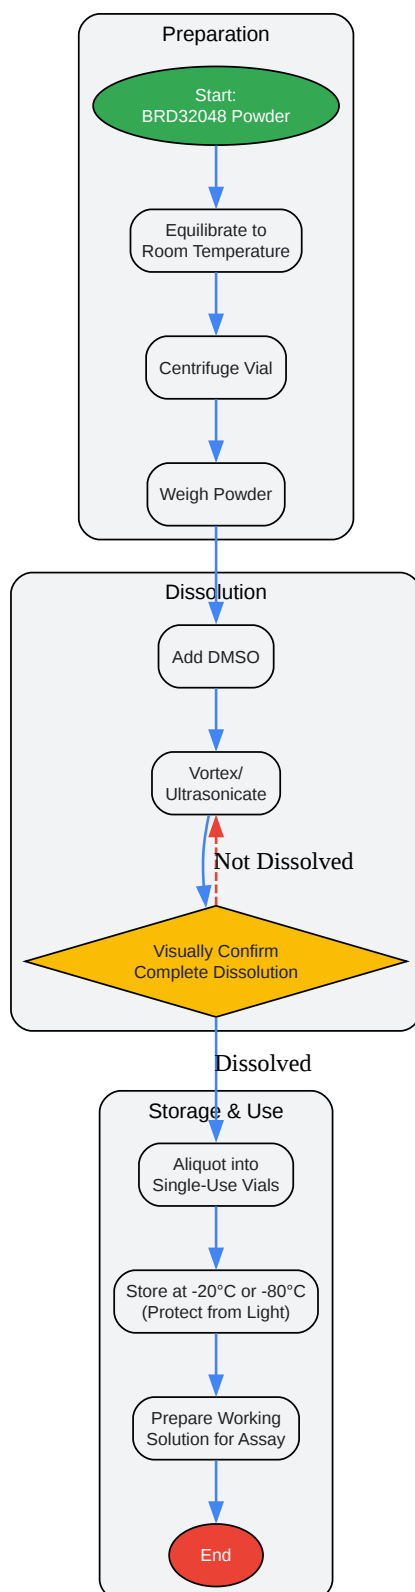 Preparation
Start:
BRD32048 Powder
Equilibrate to
Room Temperature
Centrifuge Vial
Weigh Powder
Dissolution
Add DMSO
Vortex/
Ultrasonicate
Not Dissolved
Visually Confirm
Complete Dissolution
Dissolved
Storage & Use
Aliquot into
Single-Use Vials
Store at -20°C or -80°C
(Protect from Light)
Prepare Working
Solution for Assay
End